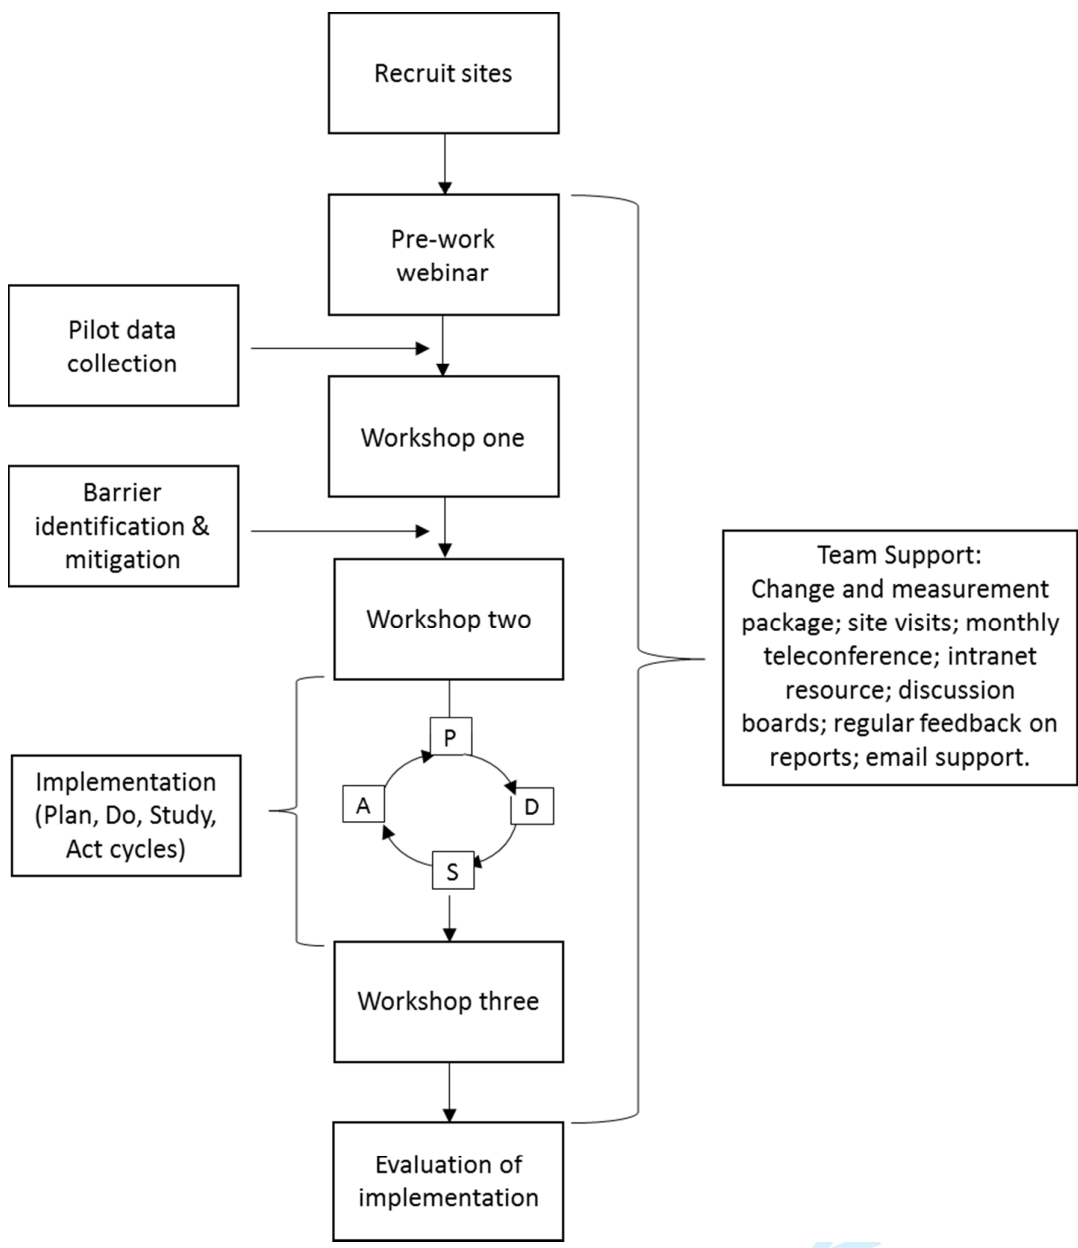 Recruit sites
Pre-work
webinar
Pilot data
collection
Workshop one
Barrier
identification &
mitigation
Workshop two
Team Support:
Change and measurement
package; site visits; monthly
teleconference; intranet
resource; discussion
boards; regular feedback on
reports; email support.
P
Implementation
(Plan, Do, Study,
Act cycles)
A
D
S
Workshop three
Evaluation of
implementation